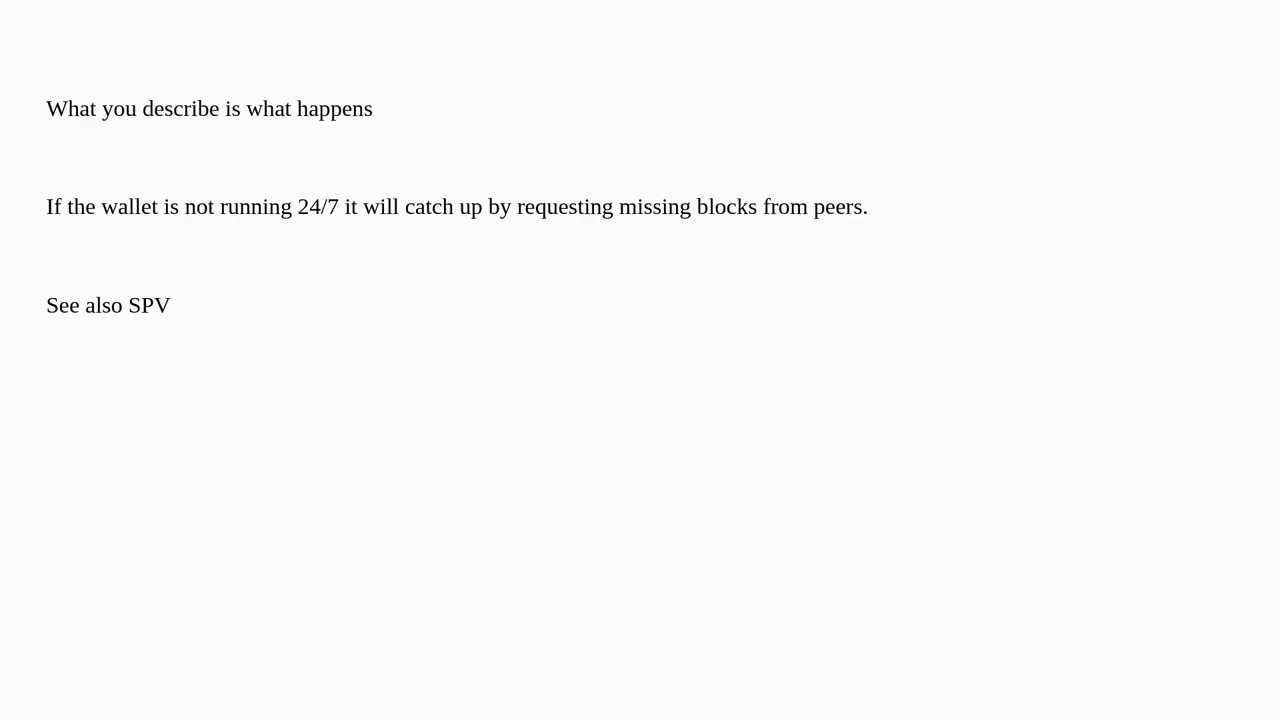 What you describe is what happens
If the wallet is not running 24/7 it will catch up by requesting missing blocks from peers.
See also SPV